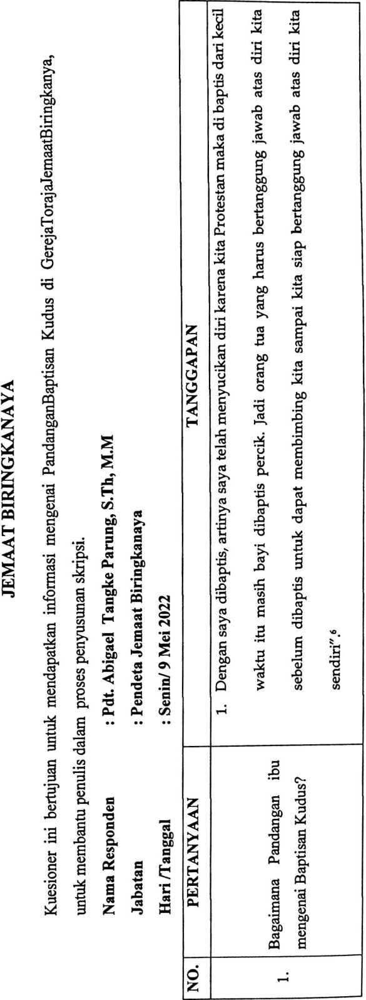 JEMAAT BIRINGKANAYA
Kuesioner ini bertujuan untuk mendapatkan informasi mengenai PandanganBaptisan Kudus di GerejaTorajaJemaatBiringkanya,
untuk membantu penulis dalam proses penyusunan skripsi.
Nama Responden : Pdt. Abigael Tangke Parung, S.Th, M.M
Jabatan : Pendeta Jemaat Biringkanaya
Hari /Tanggal : Senin/ 9 Mei 2022
NO. PERTANYAAN TANGGAPAN
1. Bagaimana Pandangan ibu
mengenai Baptisan Kudus?
1. Dengan saya dibaptis, artinya saya telah menyucikan diri karena kita Protestan maka di baptis dari kecil
waktu itu masih bayi dibaptis percik. Jadi orang tua yang harus bertanggung jawab atas diri kita
sebelum dibaptis untuk dapat membimbing kita sampai kita siap bertanggung jawab atas diri kita
sendiri”.⁶